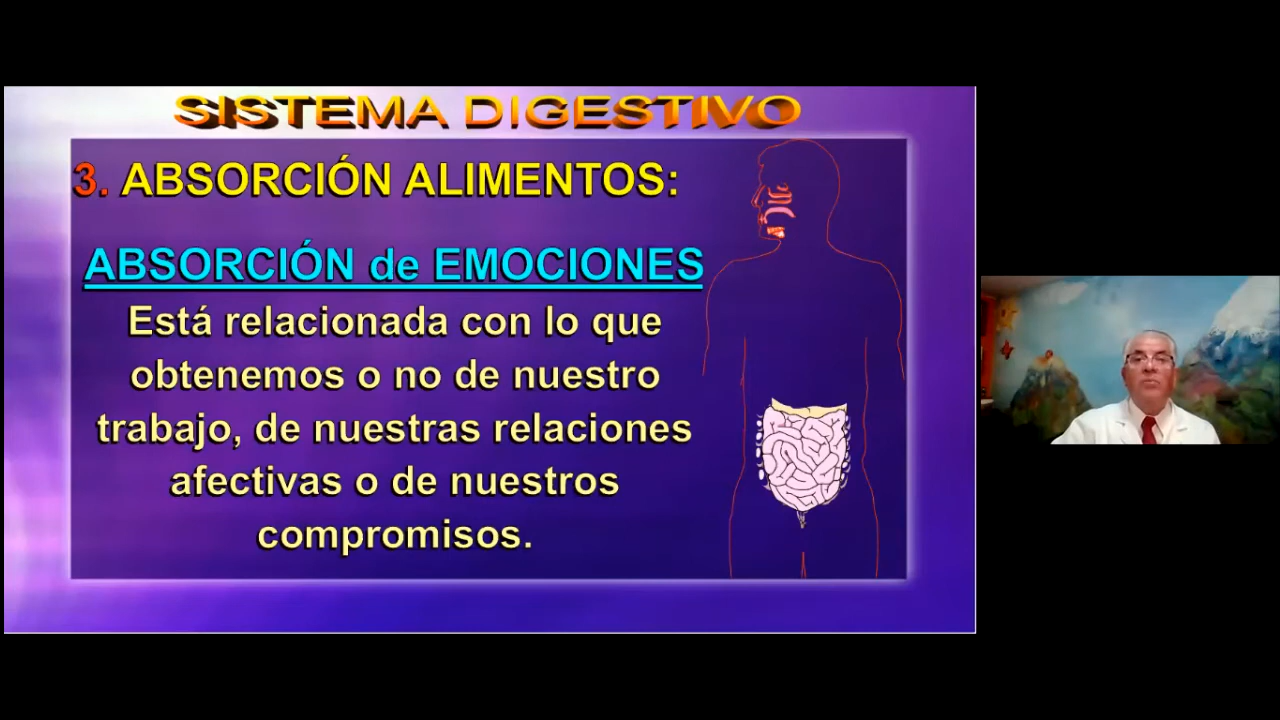 SISTEMA DIGESTIVO
3. ABSORCIÓN ALIMENTOS:
ABSORCIÓN de EMOCIONES
Está relacionada con lo que
obtenemos o no de nuestro
trabajo, de nuestras relaciones
afectivas o de nuestros
compromisos.